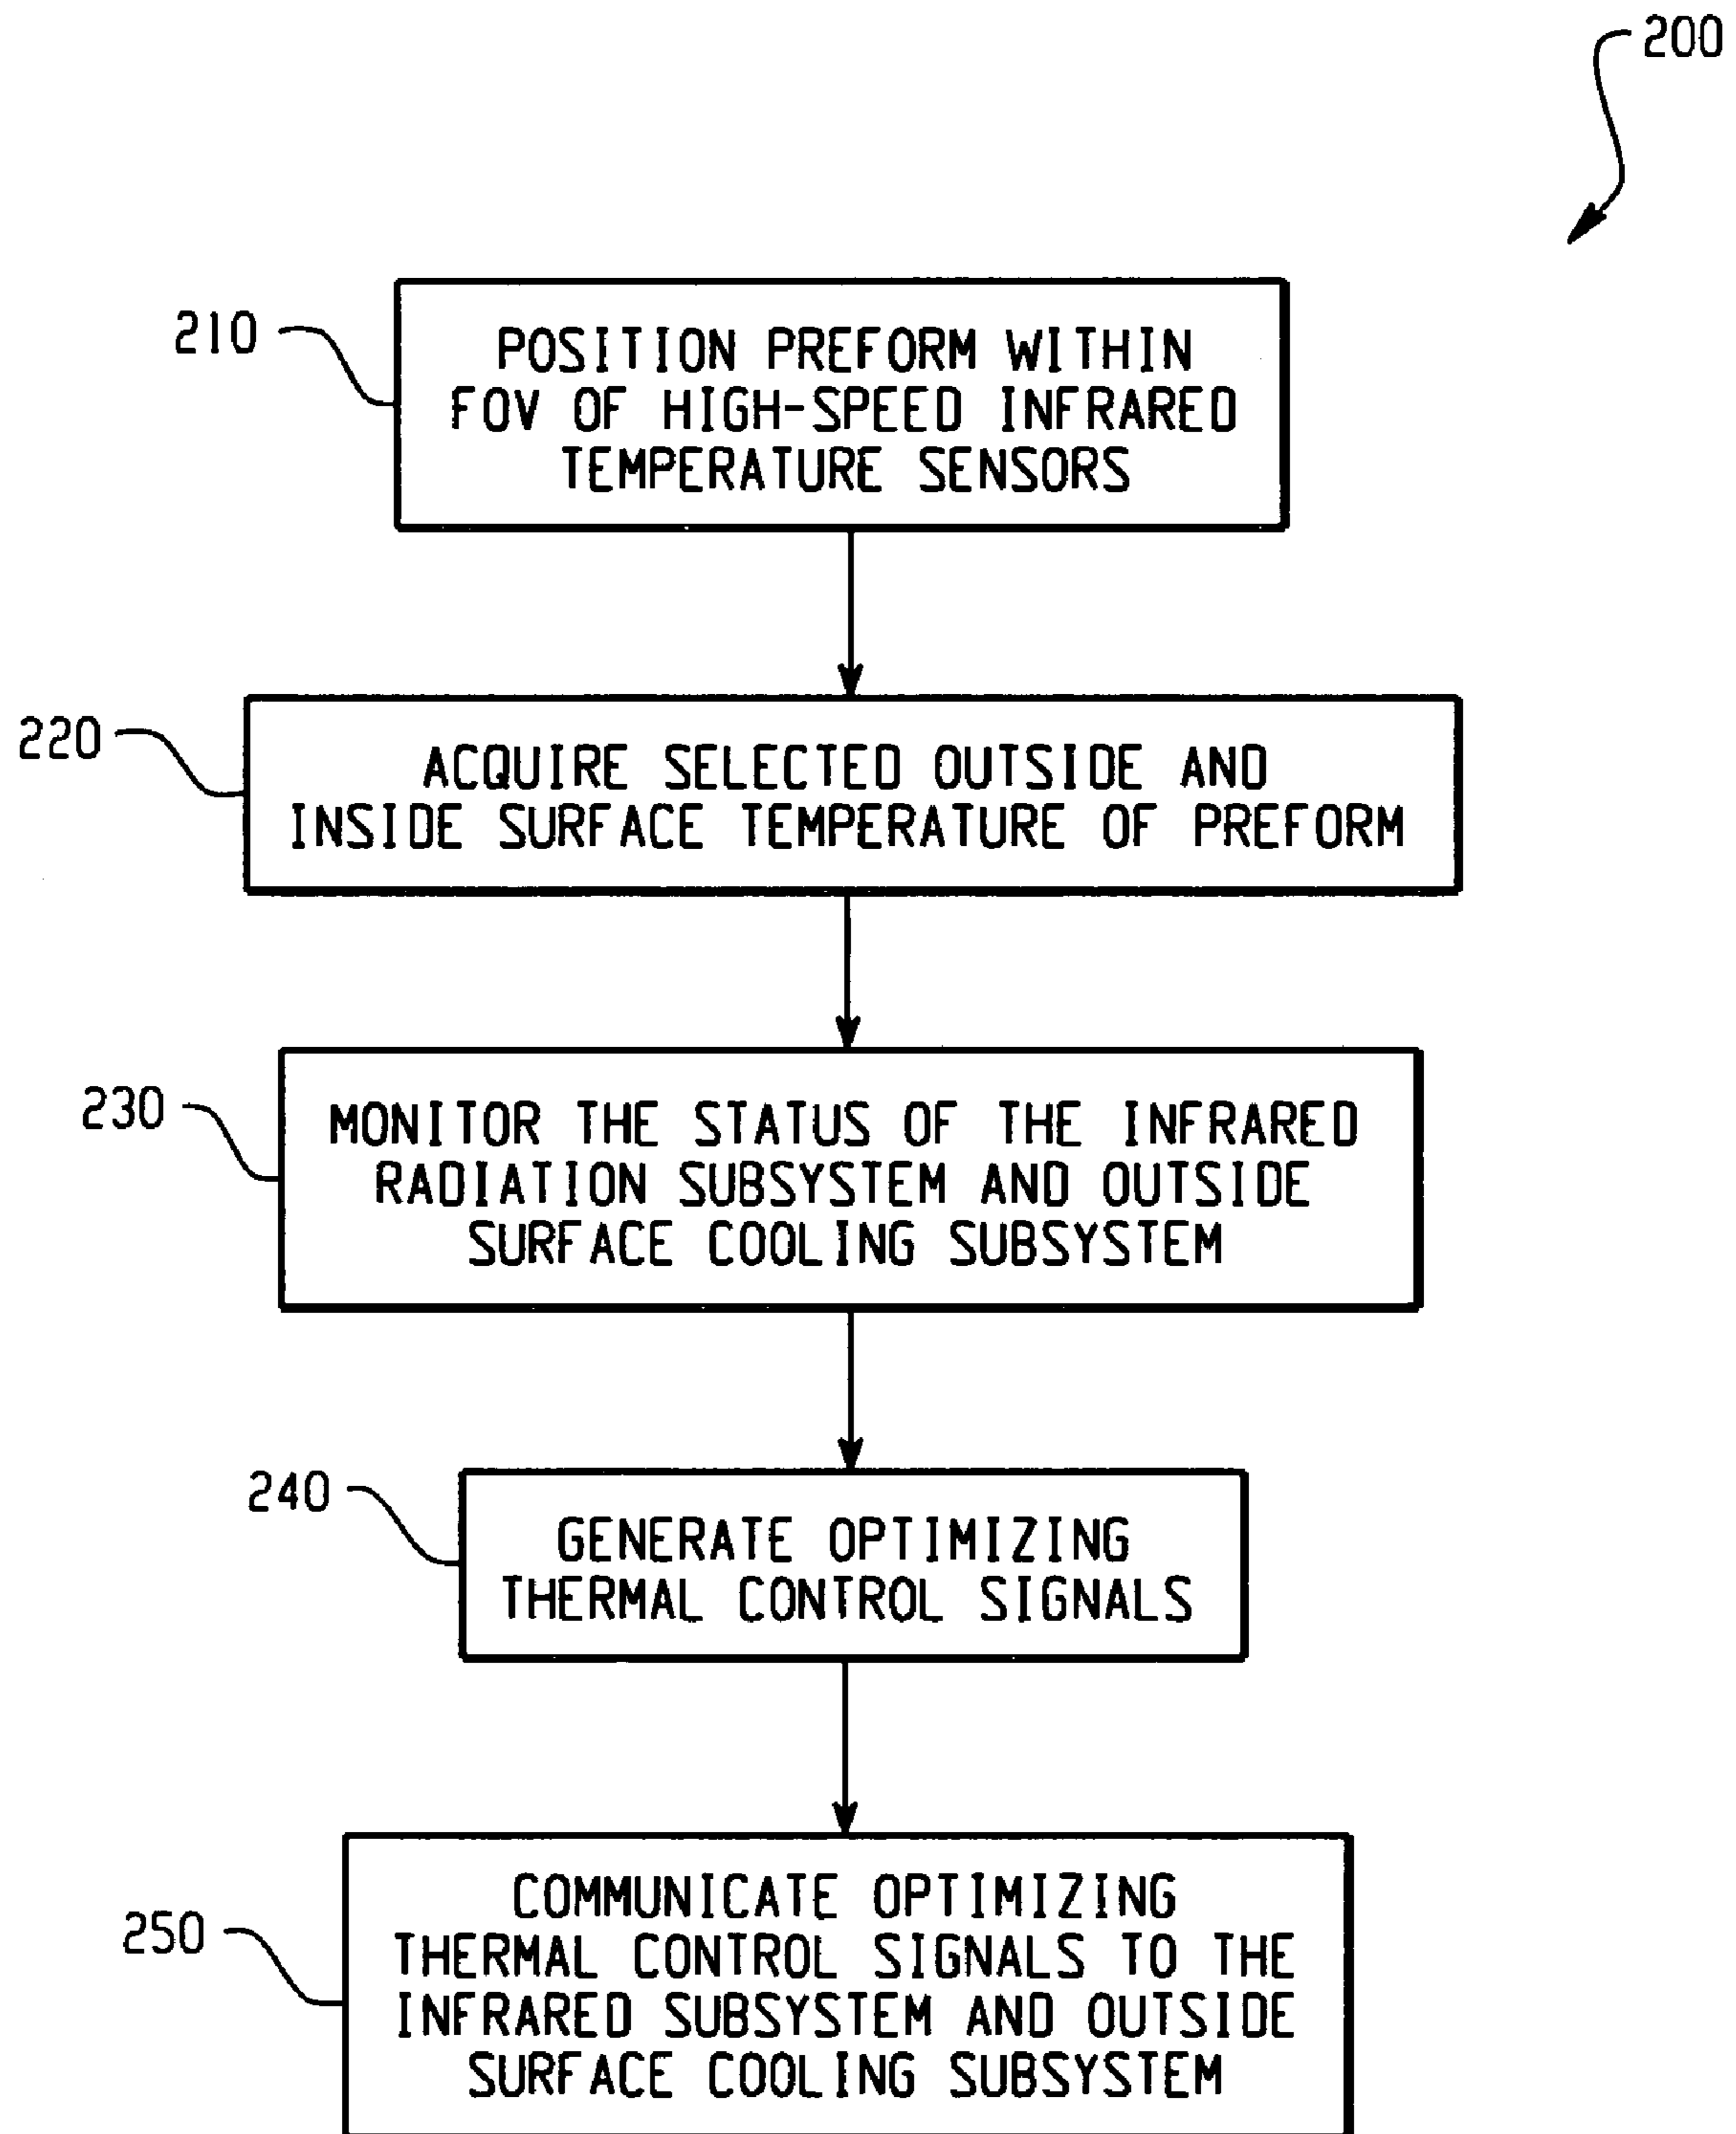 200
210
POSITION PREFORM WITHIN
FOV OF HIGH-SPEED INFRARED
TEMPERATURE SENSORS
220
ACQUIRE SELECTED OUTSIDE AND
INSIDE SURFACE TEMPERATURE OF PREFORM
230
MONITOR THE STATUS OF THE INFRARED
RADIATION SUBSYSTEM AND OUTSIDE
SURFACE COOLING SUBSYSTEM
240
GENERATE OPTIMIZING
THERMAL CONTROL SIGNALS
250
COMMUNICATE OPTIMIZING
THERMAL CONTROL SIGNALS TO THE
INFRARED SUBSYSTEM AND OUTSIDE
SURFACE COOLING SUBSYSTEM